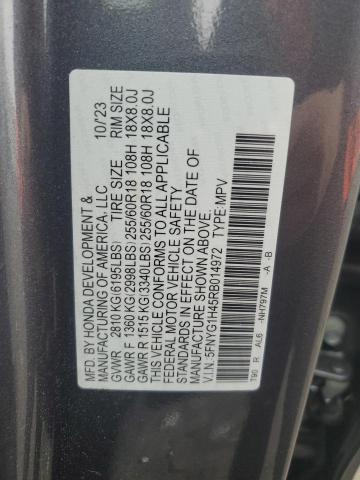 MFD. BY HONDA DEVELOPMENT & 10/23
MANUFACTURING OF AMERICA, LLC
GVWR 2810 KG(6195LBS) TIRE SIZE RIM SIZE
GAWR F 1360 KG(2998LBS) 255/60R18 108H 18X8.0J
GAWR R 1515 KG(3340LBS) 255/60R18 108H 18X8.0J
THIS VEHICLE CONFORMS TO ALL APPLICABLE
FEDERAL MOTOR VEHICLE SAFETY
STANDARDS IN EFFECT ON THE DATE OF
MANUFACTURE SHOWN ABOVE.
V.I.N: 5FNYG1H45RB014972 TYPE: MPV
T90 R AL6 -NH797M -A -B